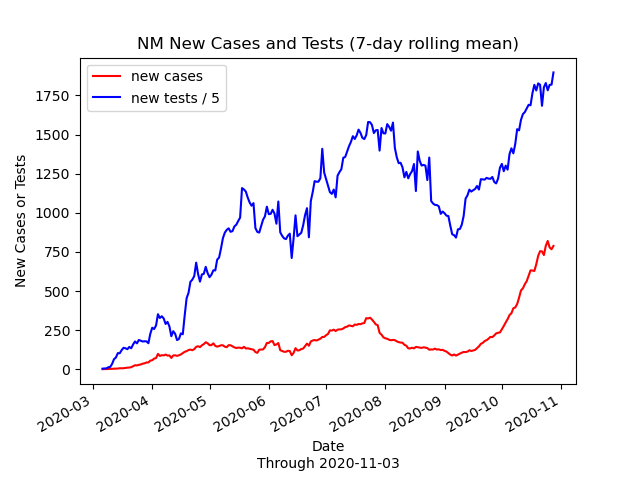 NM New Cases and Tests (7-day rolling mean)
new cases
new tests / 5
New Cases or Tests
1750
1500
1250
1000
750
500
250
0
2020-03
2020-04
2020-05
2020-06
2020-07
2020-08
2020-09
2020-10
2020-11
Date
Through 2020-11-03